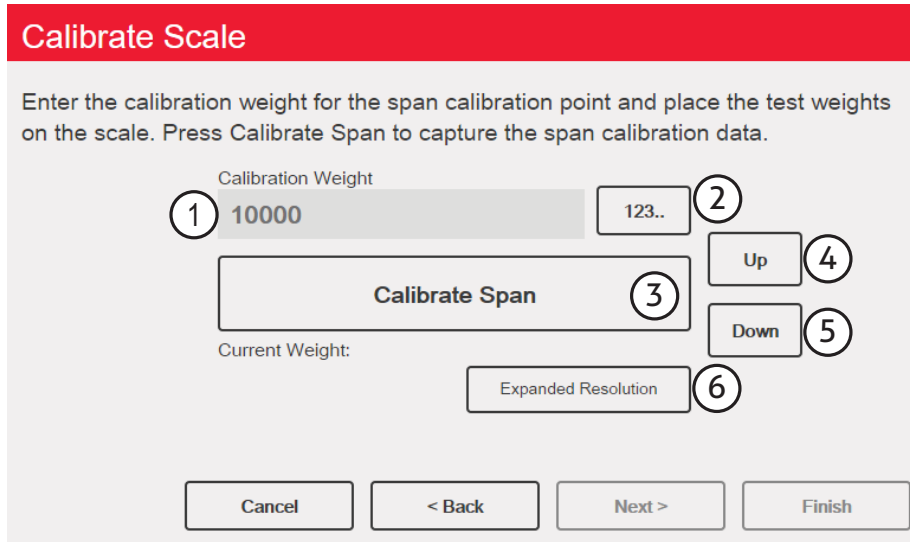 Calibrate Scale
Enter the calibration weight for the span calibration point and place the test weights
on the scale. Press Calibrate Span to capture the span calibration data.
Calibration Weight
1 10000 123.. 2
Up 4
Calibrate Span 3
Down 5
Current Weight:
Expanded Resolution 6
Cancel < Back Next > Finish